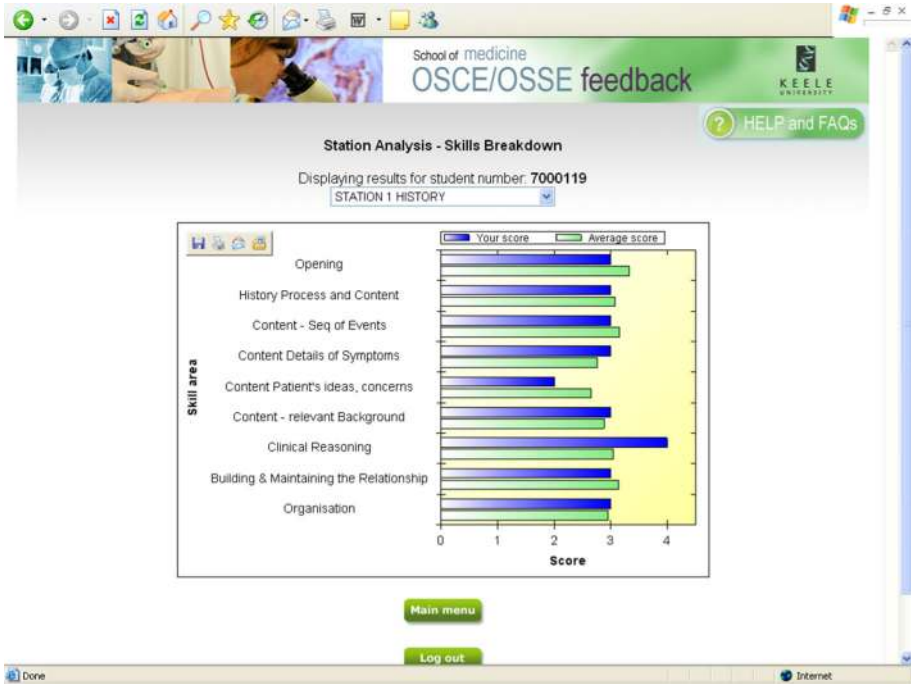 School of medicine
OSCE/OSSE feedback
KEELE
UNIVERSITY
? HELP and FAQs
Station Analysis - Skills Breakdown
Displaying results for student number: 7000119
STATION 1 HISTORY
Your score Average score
Opening
History Process and Content
Content - Seq of Events
Content Details of Symptoms
Content Patient's ideas, concerns
Content - relevant Background
Clinical Reasoning
Building & Maintaining the Relationship
Organisation
Skill area
0 1 2 3 4
Score
Main menu
Log out
Done Internet